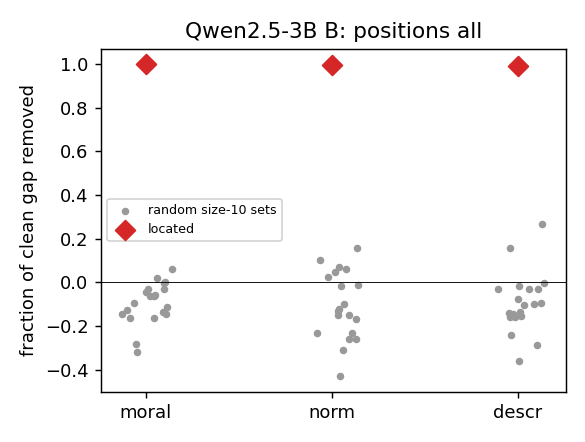 Qwen2.5-3B B: positions all
fraction of clean gap removed
1.0
0.8
0.6
0.4
0.2
0.0
−0.2
−0.4
random size-10 sets
located
moral
norm
descr